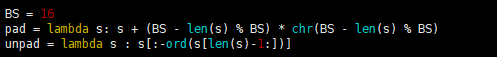 BS = 16
pad = lambda s: s + (BS - len(s) % BS) * chr(BS - len(s) % BS)
unpad = lambda s : s[:-ord(s[len(s)-1:])]